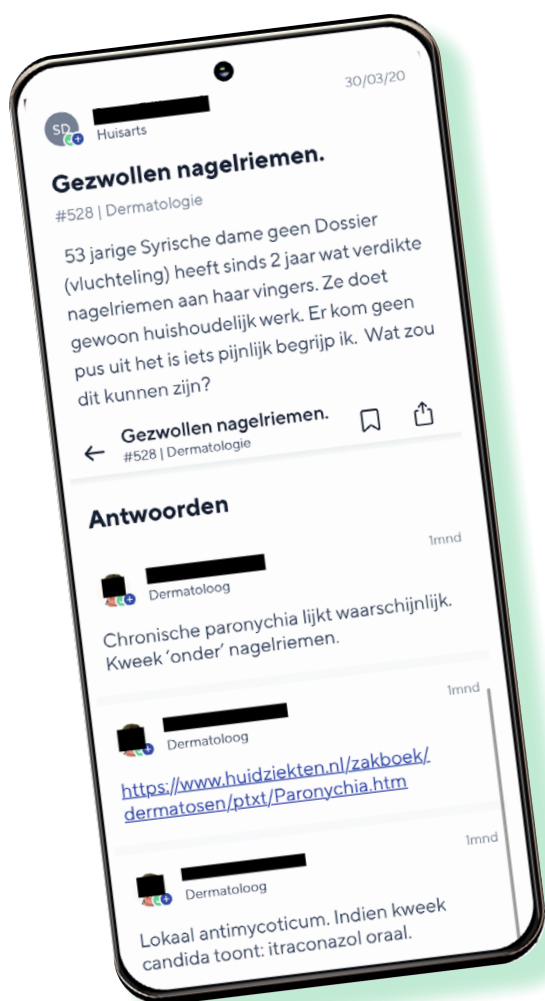 30/03/20
SD
Huisarts
Gezwollen nagelriemen.
#528 | Dermatologie
53 jarige Syrische dame geen Dossier
(vluchteling) heeft sinds 2 jaar wat verdikte
nagelriemen aan haar vingers. Ze doet
gewoon huishoudelijk werk. Er kom geen
pus uit het is iets pijnlijk begrijp ik. Wat zou
dit kunnen zijn?
Gezwollen nagelriemen.
#528 | Dermatologie
Antwoorden
1mnd
Dermatoloog
Chronische paronychia lijkt waarschijnlijk.
Kweek ‘onder’ nagelriemen.
1mnd
Dermatoloog
https://www.huidziekten.nl/zakboek/
dermatosen/ptxt/Paronychia.htm
1mnd
Dermatoloog
Lokaal antimycoticum. Indien kweek
candida toont: itraconazol oraal.